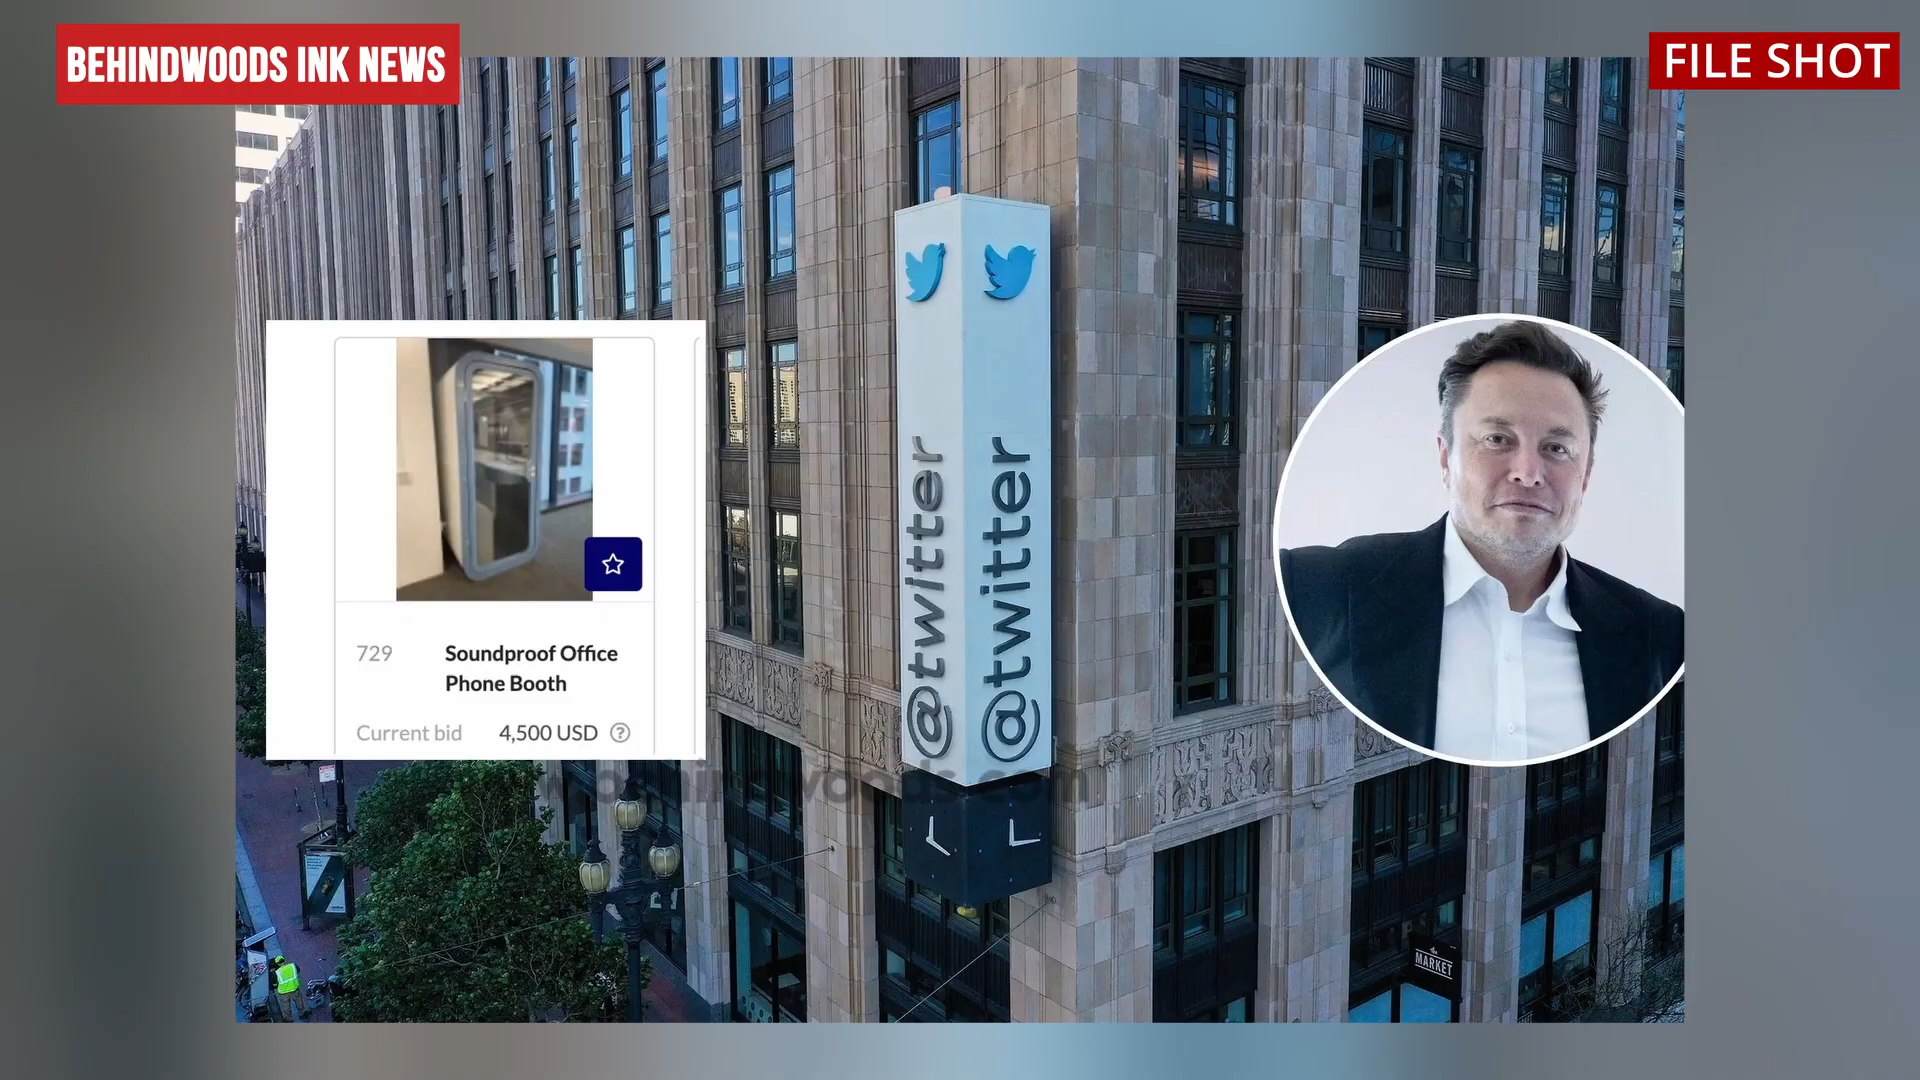 BEHINDWOODS INK NEWS
FILE SHOT
@twitter
@twitter
729
Soundproof Office
Phone Booth
Current bid
4,500 USD
MARKET